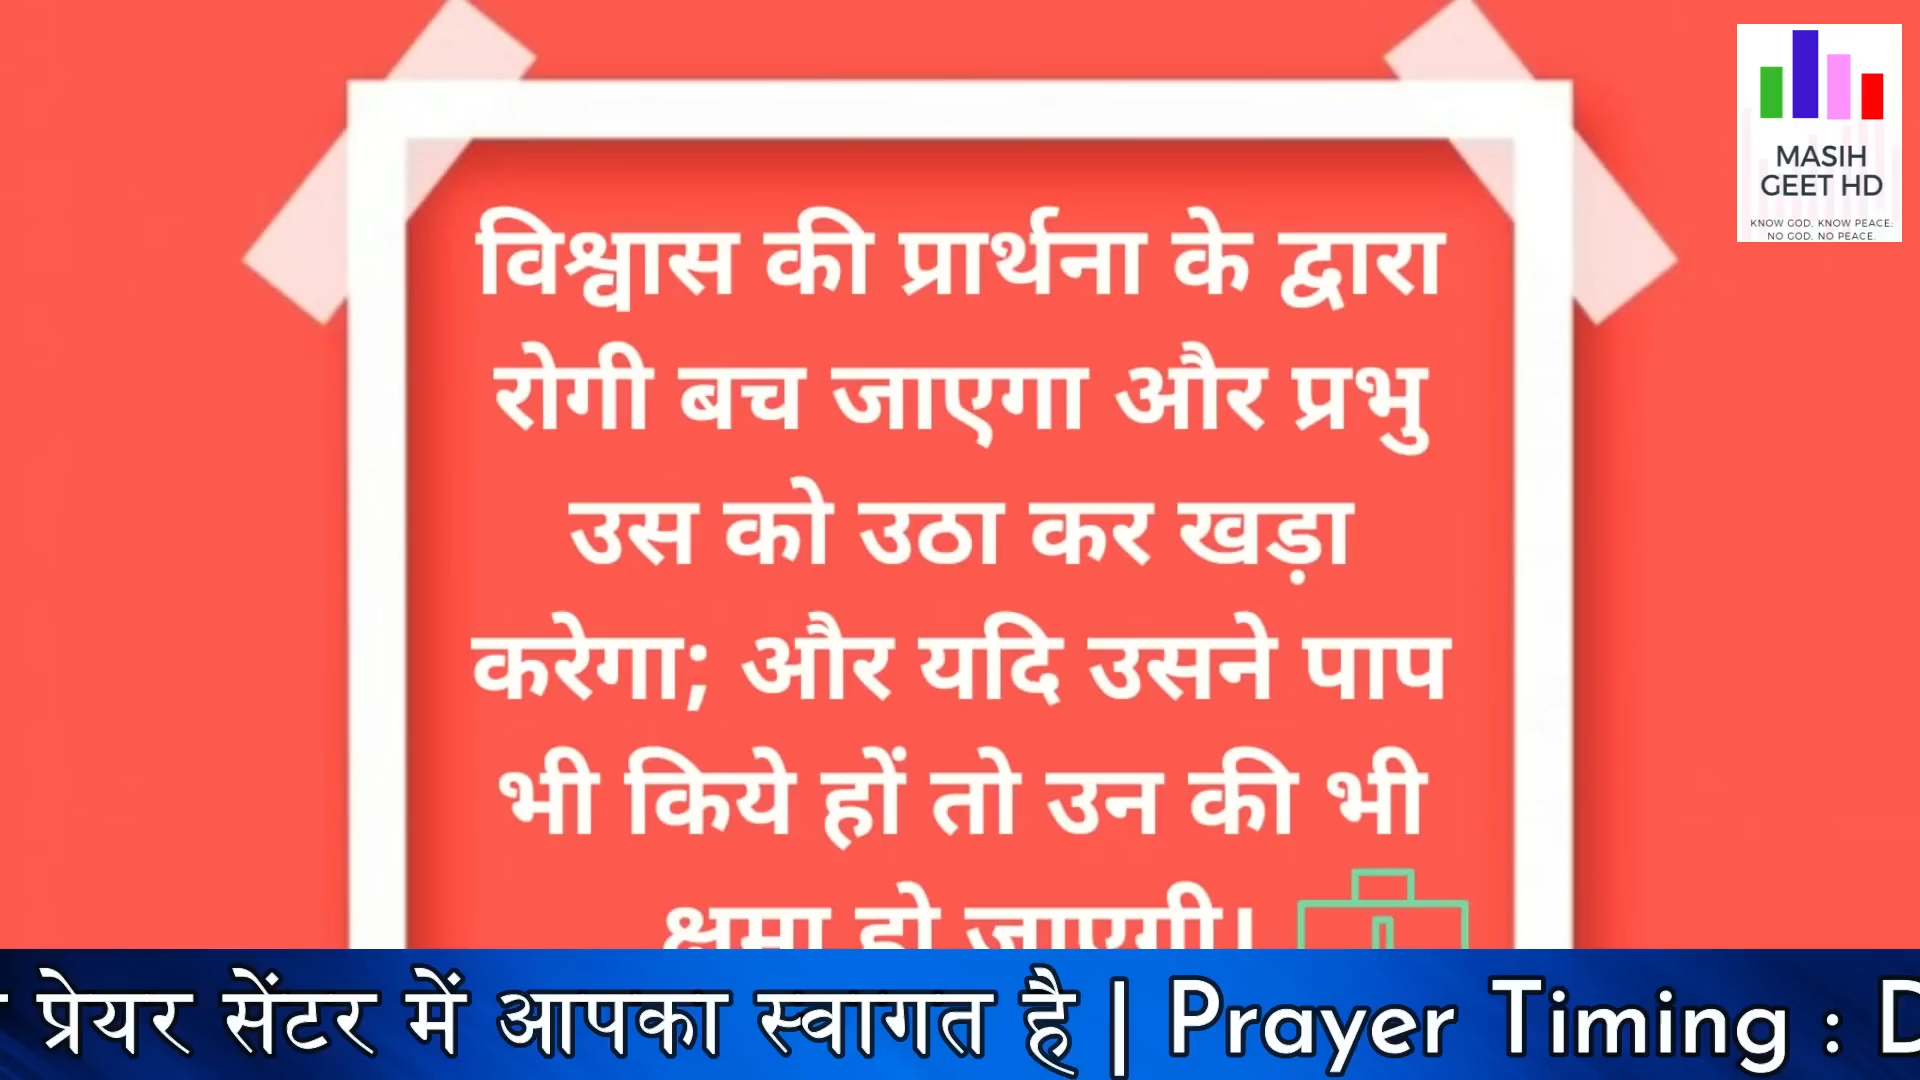 विश्वास की प्रार्थना के द्वारा
रोगी बच जाएगा और प्रभु
उस को उठा कर खड़ा
करेगा; और यदि उसने पाप
भी किये हों तो उन की भी
क्षमा हो जाएगी।
MASIH
GEET HD
KNOW GOD, KNOW PEACE;
NO GOD, NO PEACE.
प्रेयर सेंटर में आपका स्वागत है | Prayer Timing :